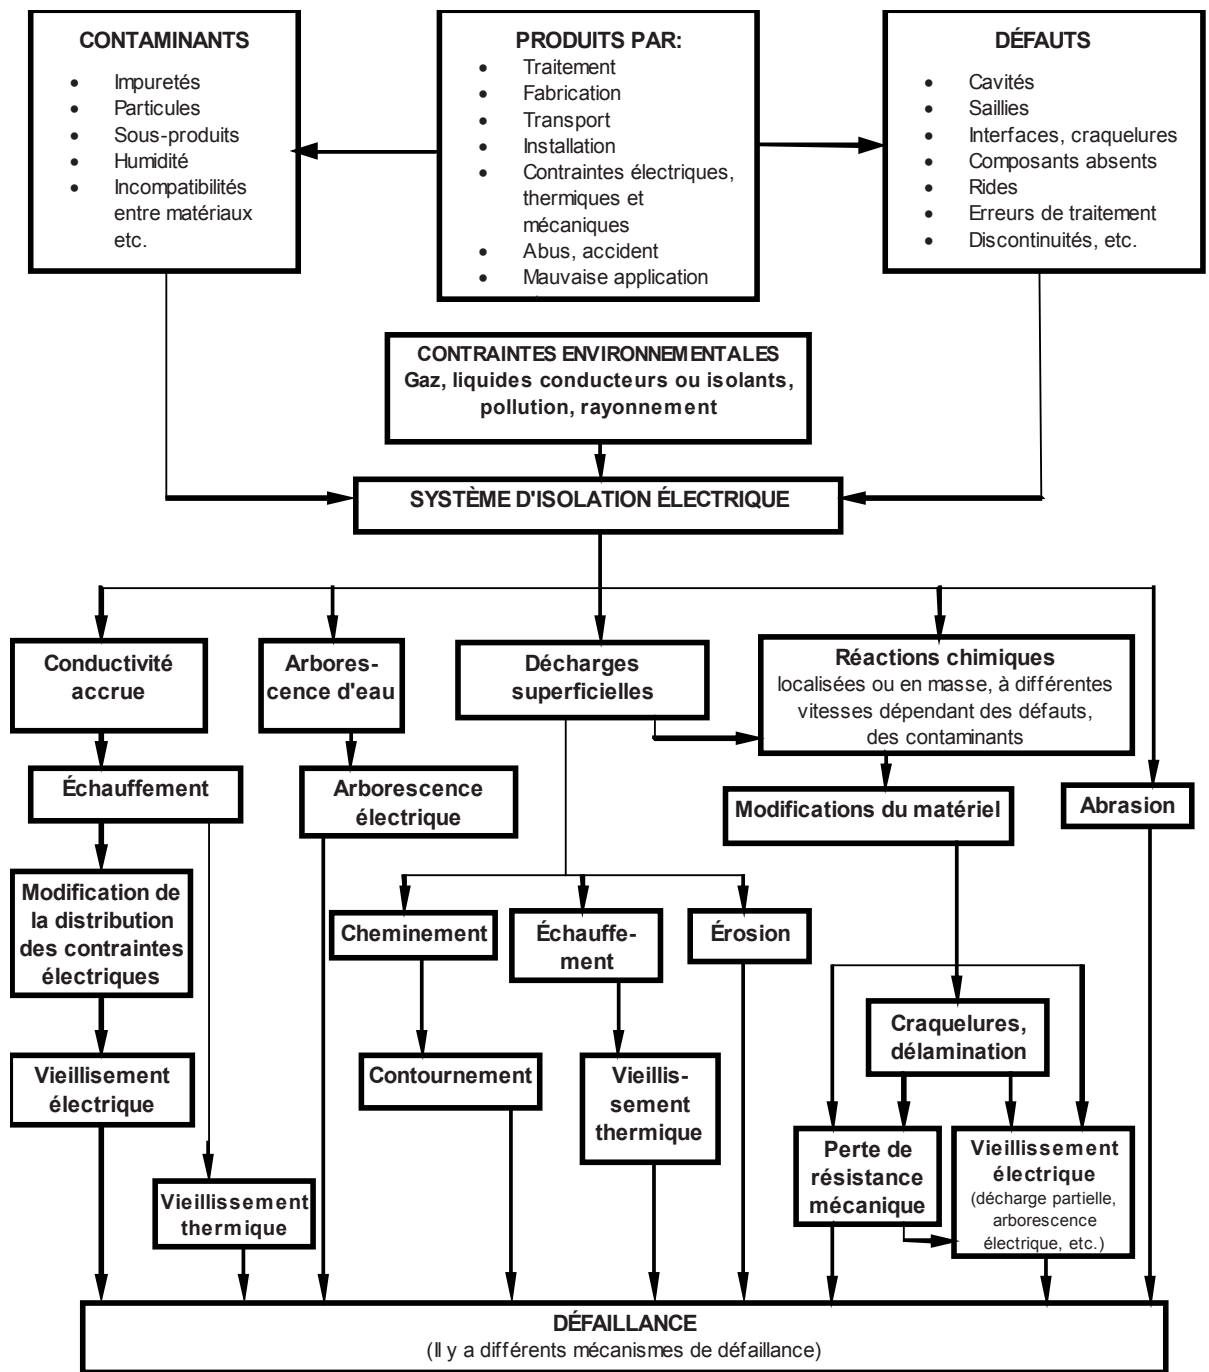 CONTAMINANTS
• Impuretés
• Particules
• Sous-produits
• Humidité
• Incompatibilités
entre matériaux
etc.
PRODUITS PAR:
• Traitement
• Fabrication
• Transport
• Installation
• Contraintes électriques,
thermiques et
mécaniques
• Abus, accident
• Mauvaise application
DÉFAUTS
• Cavités
• Saillies
• Interfaces, craquelures
• Composants absents
• Rides
• Erreurs de traitement
• Discontinuités, etc.
CONTRAINTES ENVIRONNEMENTALES
Gaz, liquides conducteurs ou isolants,
pollution, rayonnement
SYSTÈME D'ISOLATION ÉLECTRIQUE
Conductivité
accrue
Arbores-
cence d'eau
Décharges
superficielles
Réactions chimiques
localisées ou en masse, à différentes
vitesses dépendant des défauts,
des contaminants
Échauffement
Arborescence
électrique
Modifications du matériel
Abrasion
Modification de
la distribution
des contraintes
électriques
Cheminement
Échauffe-
ment
Érosion
Craquelures,
délamination
Vieillisement
électrique
Contournement
Vieillis-
sement
thermique
Perte de
résistance
mécanique
Vieillissement
électrique
(décharge partielle,
arborescence
électrique, etc.)
Vieillissement
thermique
DÉFAILLANCE
(Il y a différents mécanismes de défaillance)